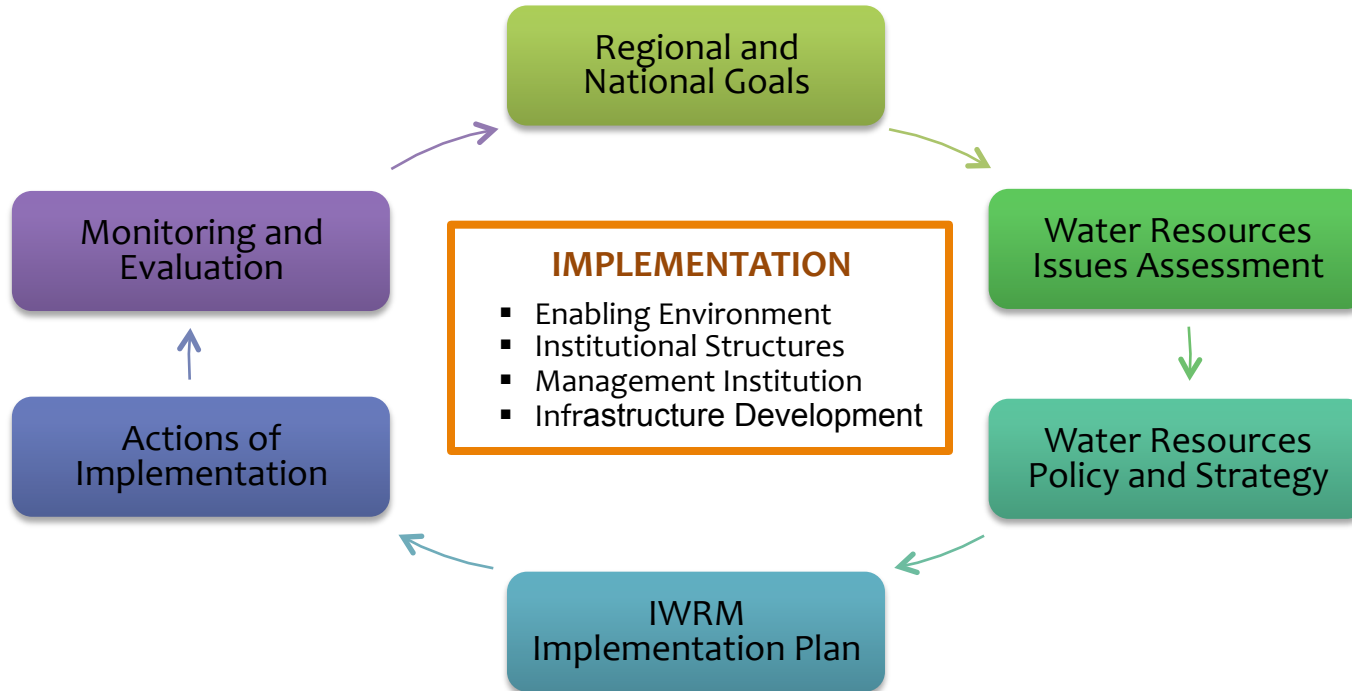 Regional and
National Goals
Water Resources
Issues Assessment
Water Resources
Policy and Strategy
IWRM
Implementation Plan
Actions of
Implementation
Monitoring and
Evaluation
IMPLEMENTATION
▪ Enabling Environment
▪ Institutional Structures
▪ Management Institution
▪ Infrastructure Development